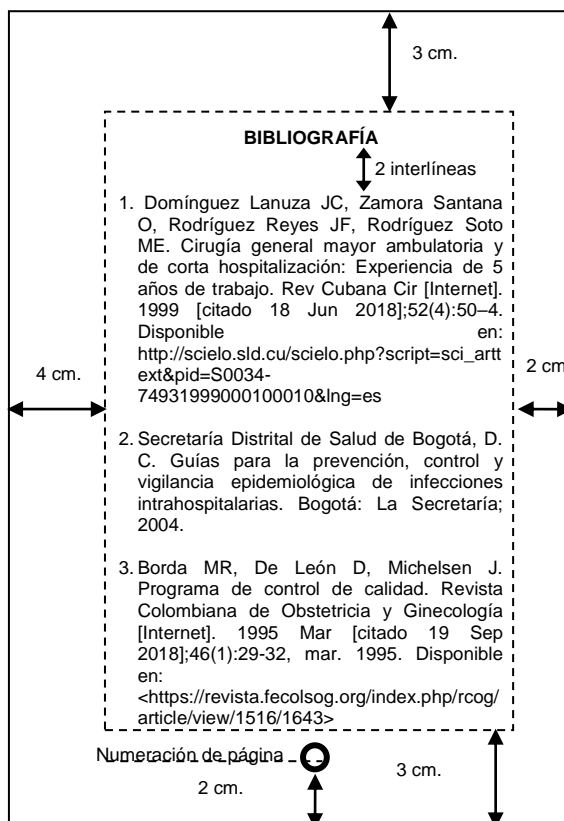 3 cm.
BIBLIOGRAFÍA
2 interlíneas
1. Domínguez Lanuza JC, Zamora Santana
O, Rodríguez Reyes JF, Rodríguez Soto
ME. Cirugía general mayor ambulatoria y
de corta hospitalización: Experiencia de 5
años de trabajo. Rev Cubana Cir [Internet].
1999 [citado 18 Jun 2018];52(4):50–4.
Disponible en:
http://scielo.sld.cu/scielo.php?script=sci_artt
ext&pid=S0034-
74931999000100010&lng=es
4 cm.
2 cm
2. Secretaría Distrital de Salud de Bogotá, D.
C. Guías para la prevención, control y
vigilancia epidemiológica de infecciones
intrahospitalarias. Bogotá: La Secretaría;
2004.
3. Borda MR, De León D, Michelsen J.
Programa de control de calidad. Revista
Colombiana de Obstetricia y Ginecología
[Internet]. 1995 Mar [citado 19 Sep
2018];46(1):29-32, mar. 1995. Disponible
en:
<https://revista.fecolsog.org/index.php/rcog/
article/view/1516/1643>
Numeración de página
2 cm.
3 cm.